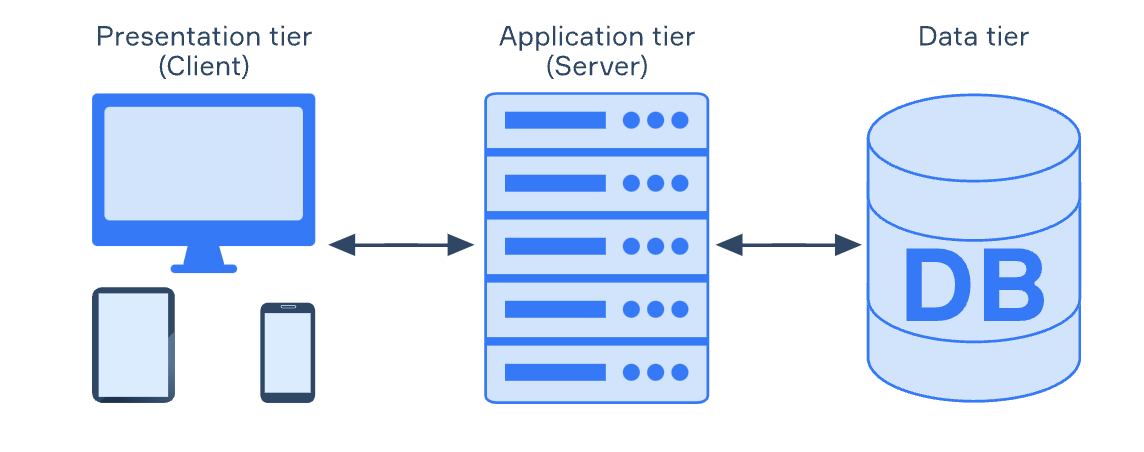 Presentation tier
(Client)
Application tier
(Server)
Data tier
DB